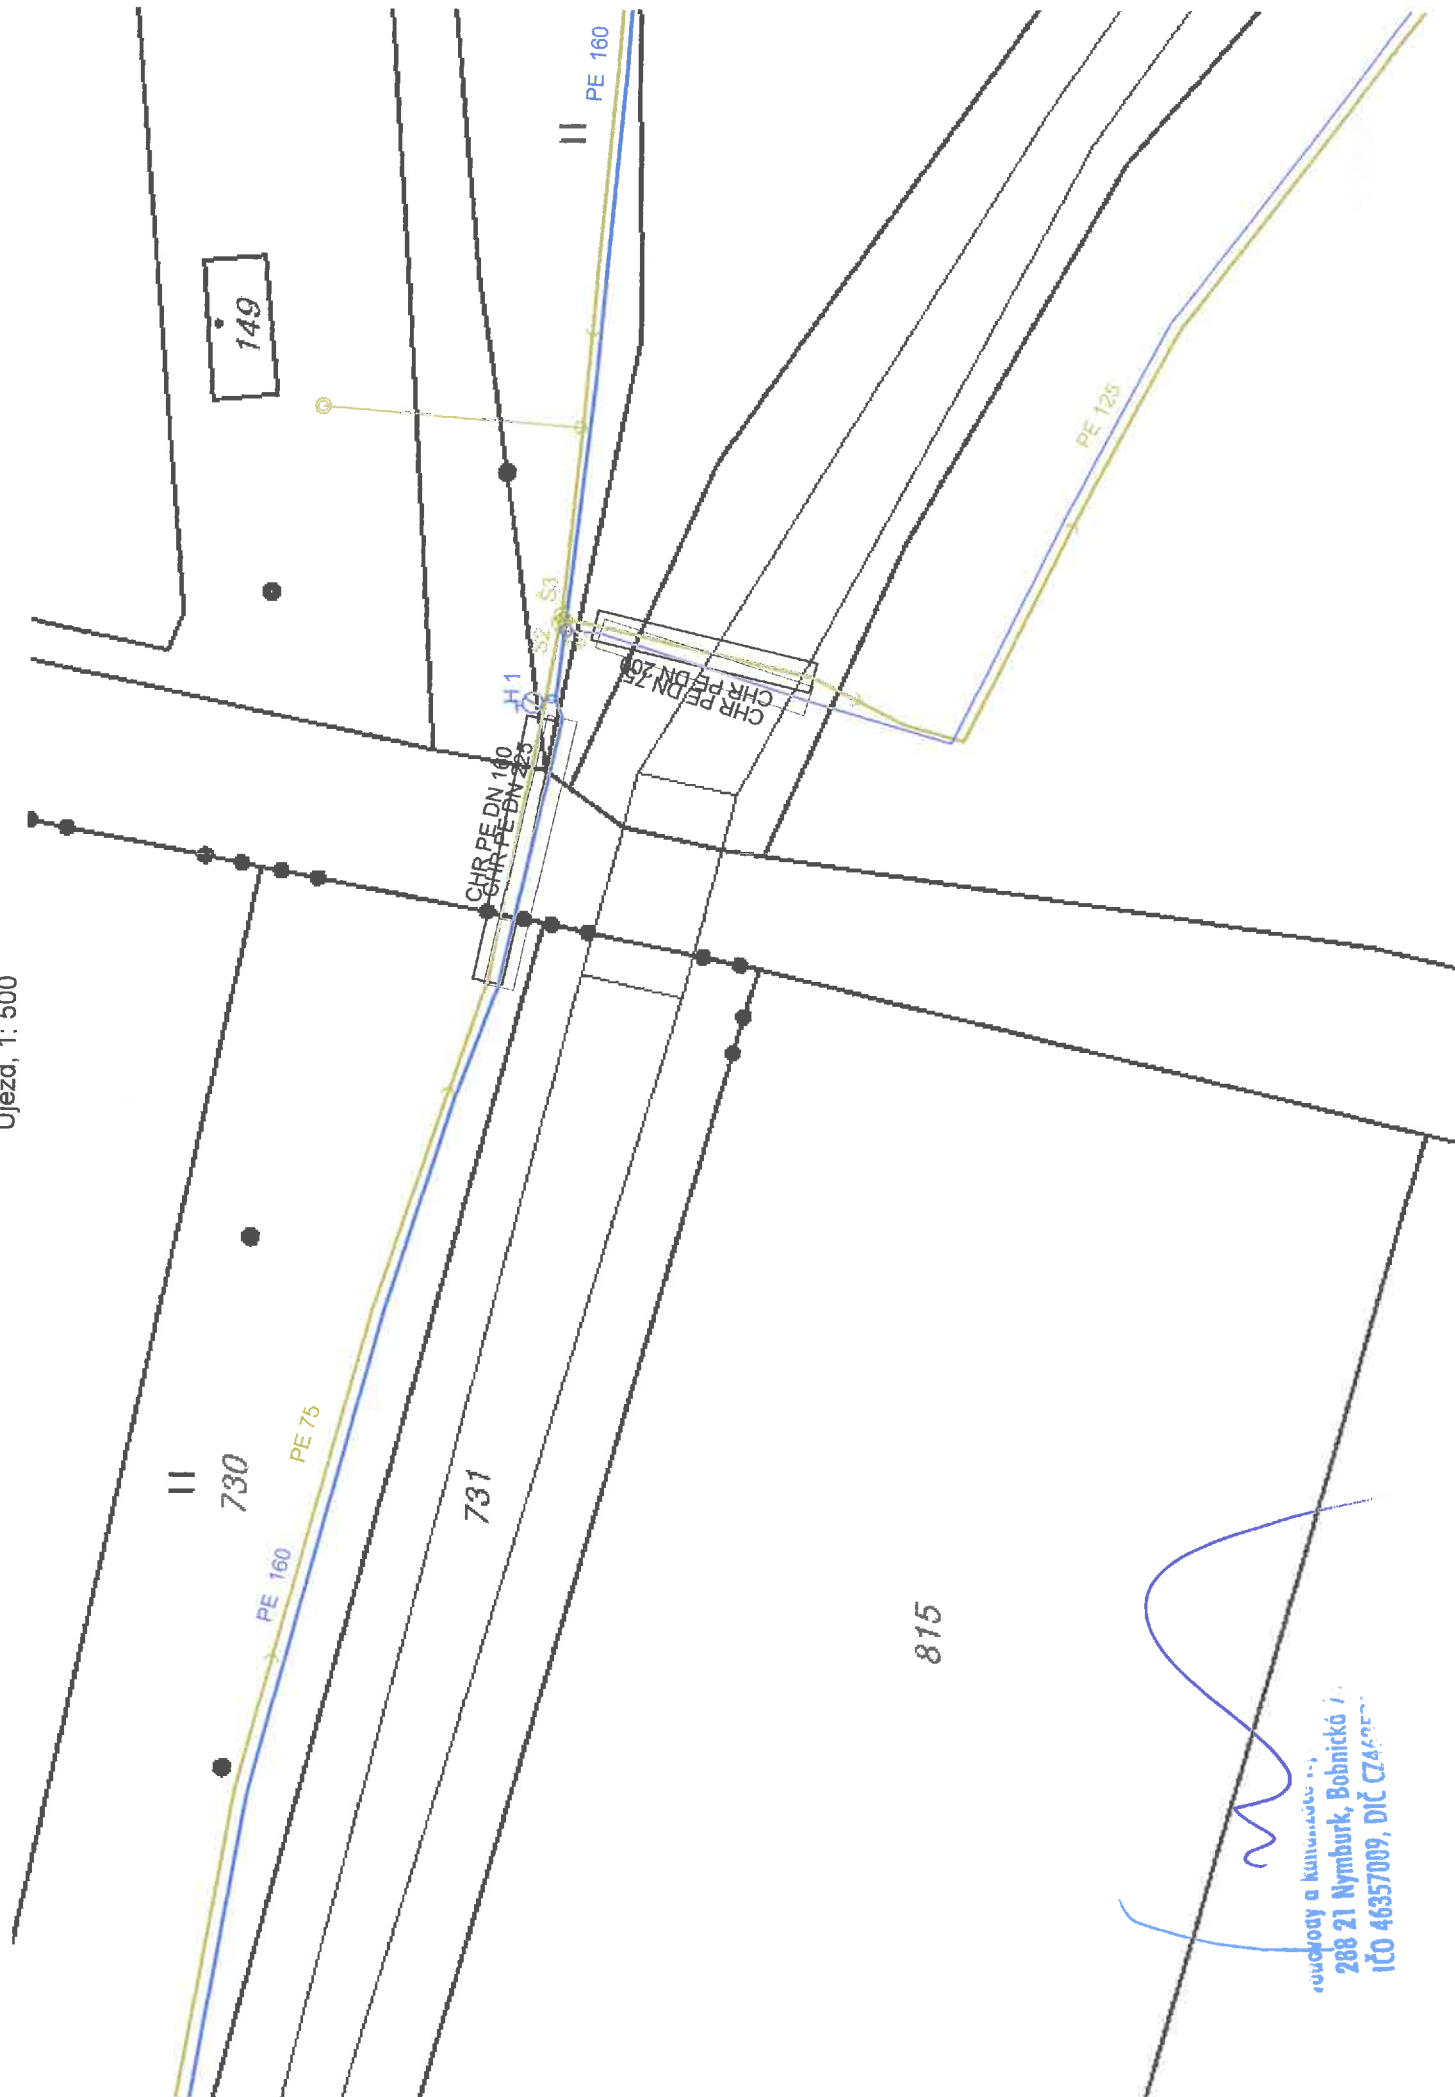 Újezd, 1: 500
149
PE 160
II
S3
S2
H 1
CHR PE DN 160
CHR PE DN 225
CHR PE DN 200
CHR PE DN 75
PE 125
PE 75
II
730
PE 160
731
815
a
288 21 Nymburk, Bobnická
IČO 46357009, DIČ